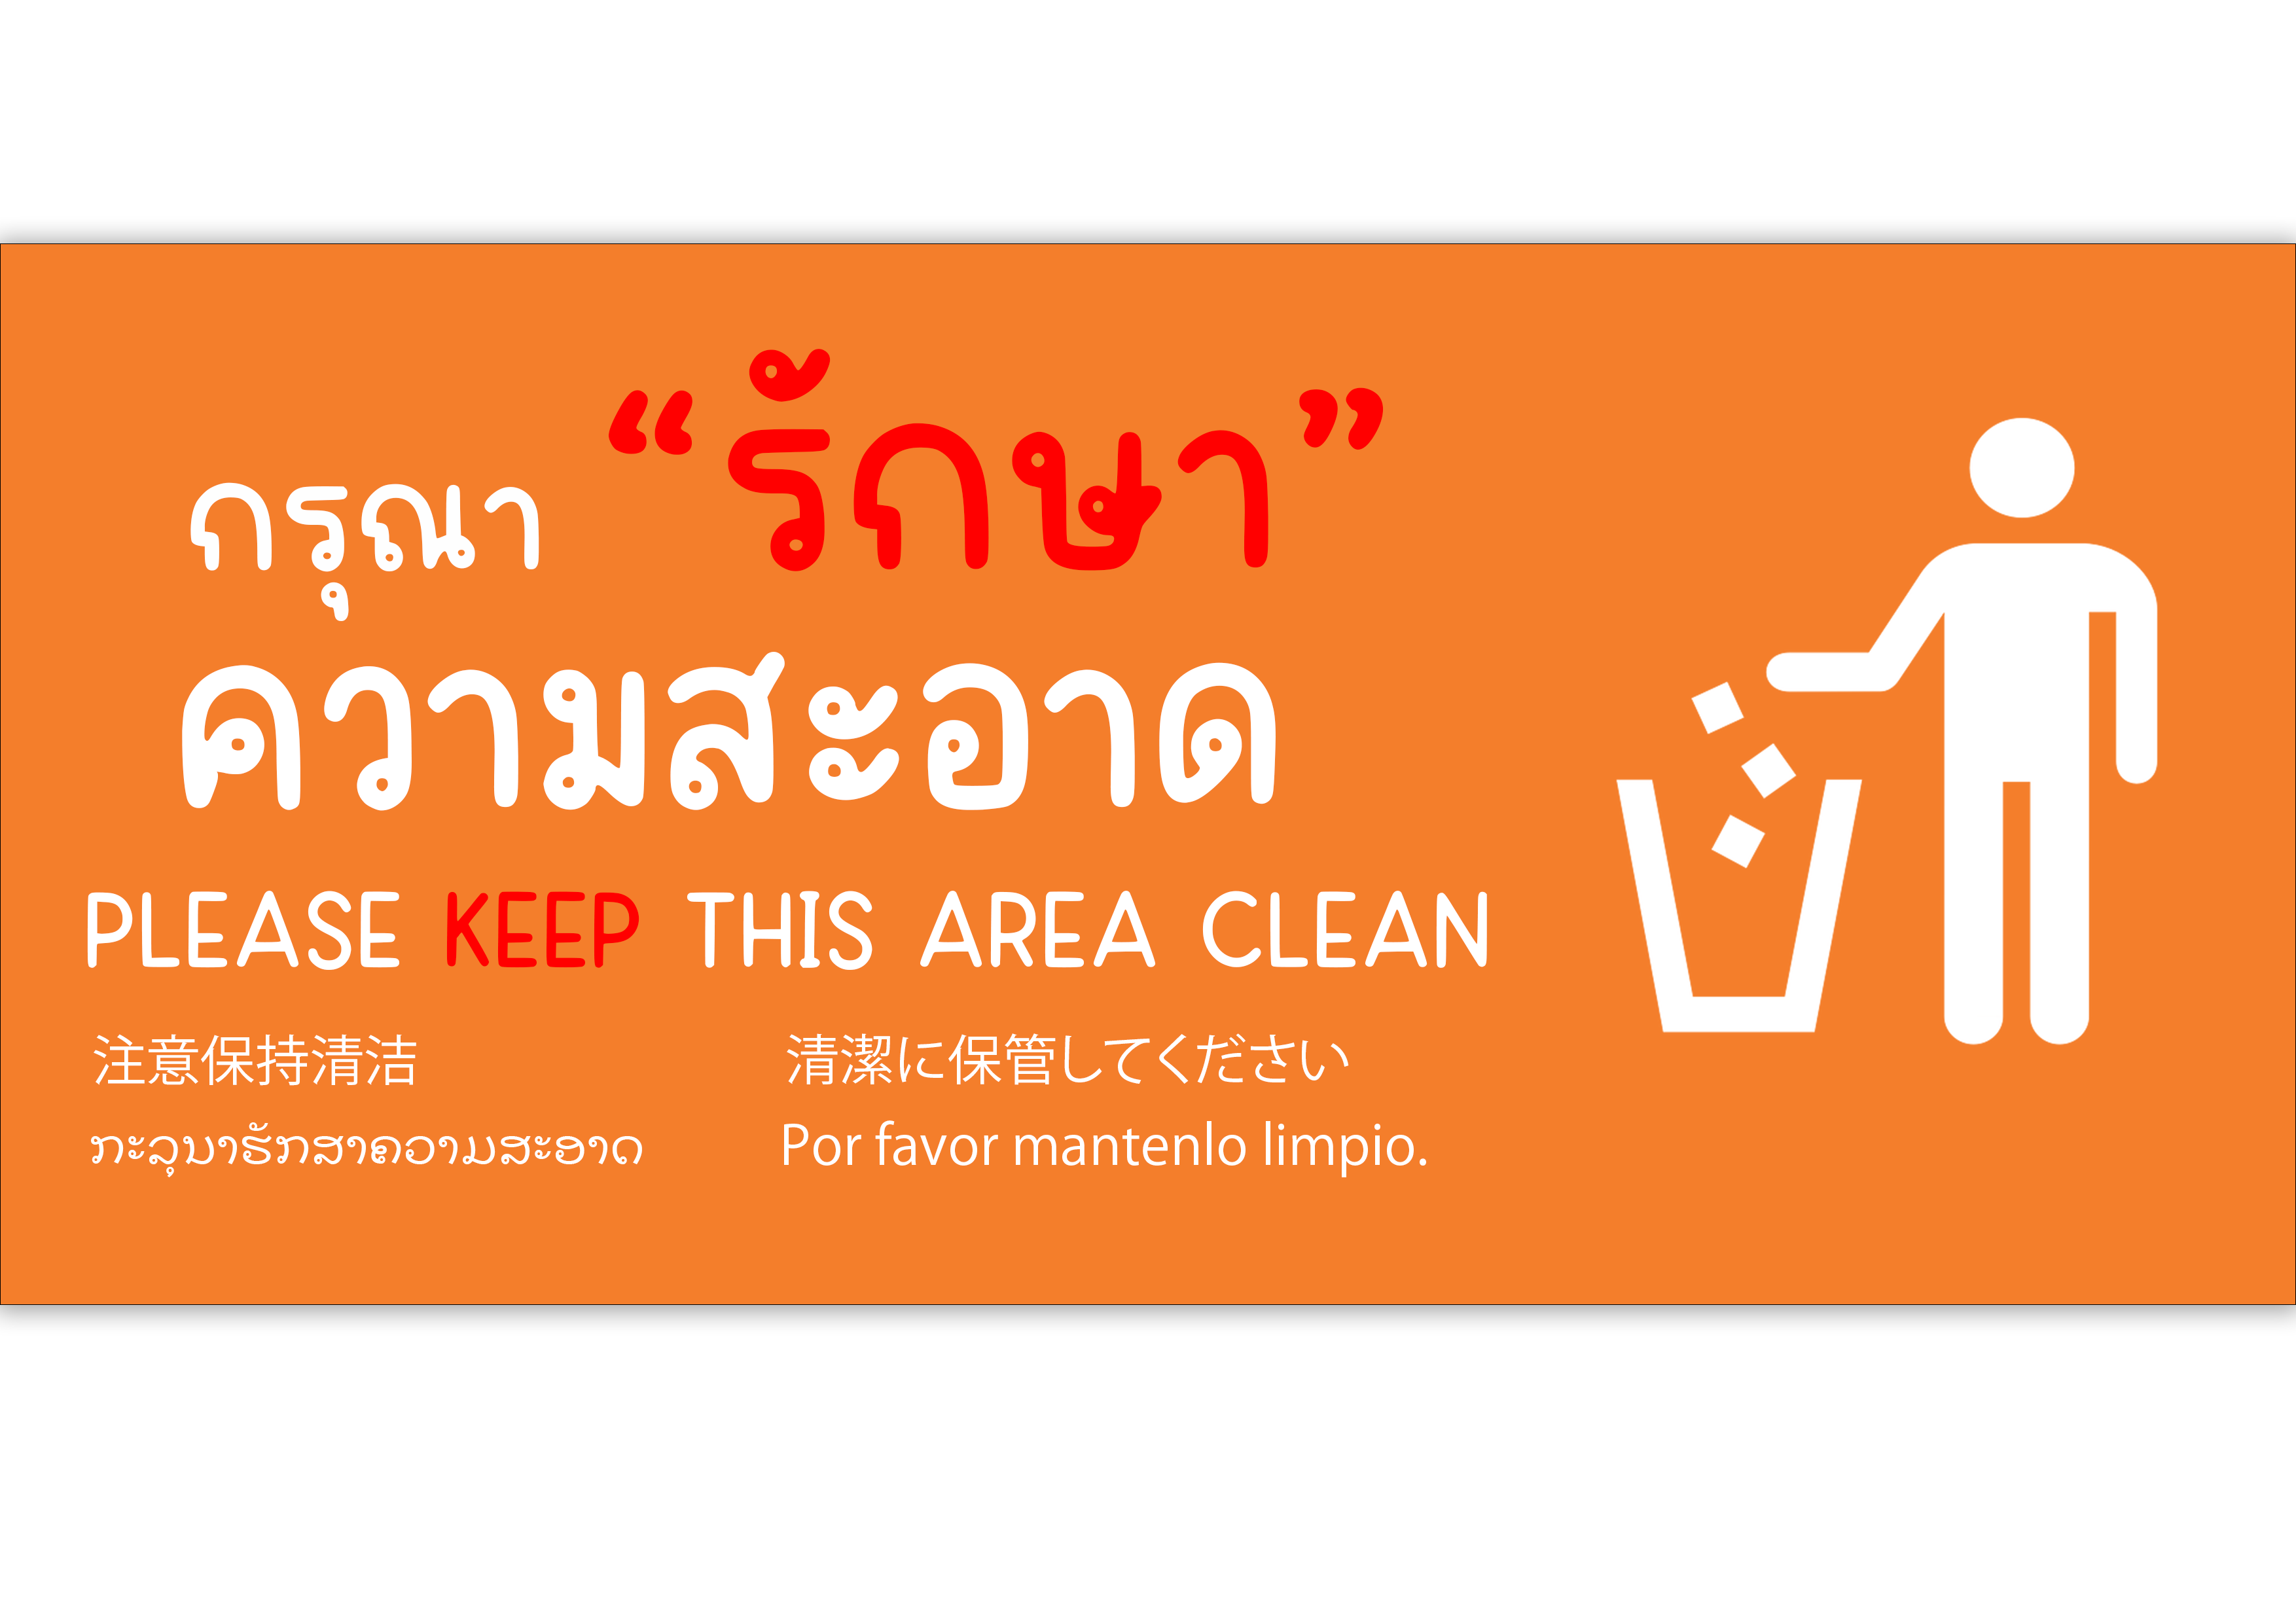 กรุณา “รักษา”
ความสะอาด
PLEASE KEEP THIS AREA CLEAN
注意保持清洁 清潔に保管してください
ກະລຸນາຮັກສາຄວາມສະອາດ Por favor mantenlo limpio.